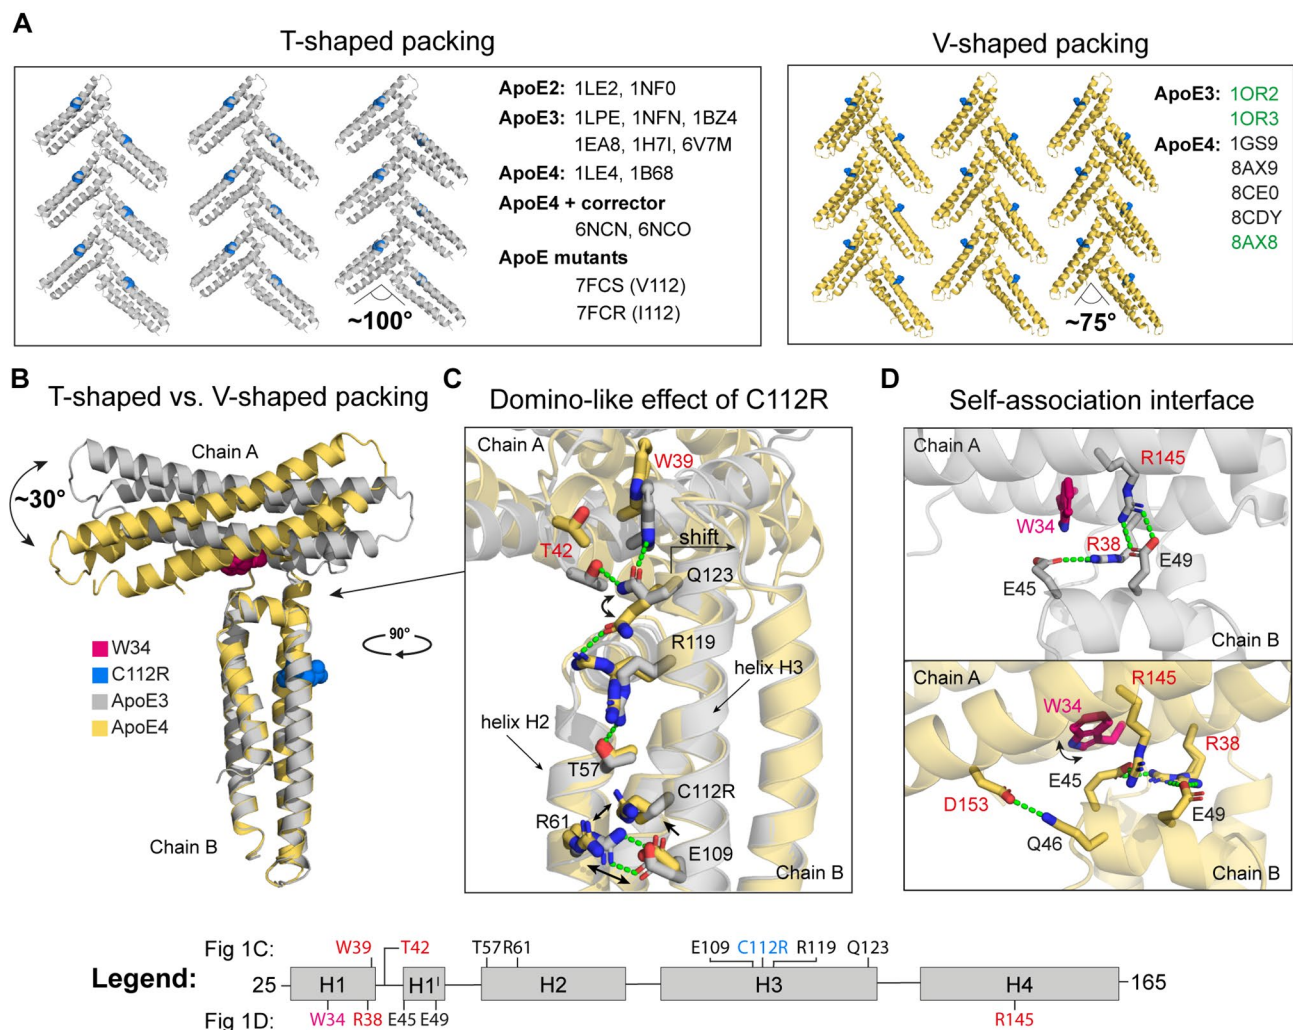 A
T-shaped packing
ApoE2: 1LE2, 1NF0
ApoE3: 1LPE, 1NFN, 1BZ4
1EA8, 1H7I, 6V7M
ApoE4: 1LE4, 1B68
ApoE4 + corrector
6NCN, 6NCO
ApoE mutants
7FCS (V112)
7FCR (I112)
~100°
V-shaped packing
ApoE3: 1OR2
1OR3
ApoE4: 1GS9
8AX9
8CE0
8CDY
8AX8
~75°
B
T-shaped vs. V-shaped packing
Chain A
~30°
W34
C112R
ApoE3
ApoE4
90°
Chain B
C
Domino-like effect of C112R
Chain A
W39
T42
shift
Q123
R119
helix H3
helix H2
T57
C112R
R61
E109
Chain B
D
Self-association interface
R145
W34
R38
E49
E45
Chain B
Chain A
R145
W34
R38
E45
D153
E49
Q46
Chain B
Fig 1C: W39 T42 T57 R61 E109 C112R R119 Q123
Legend: 25 H1 H1ᴵ H2 H3 H4 165
Fig 1D: W34 R38 E45 E49 R145